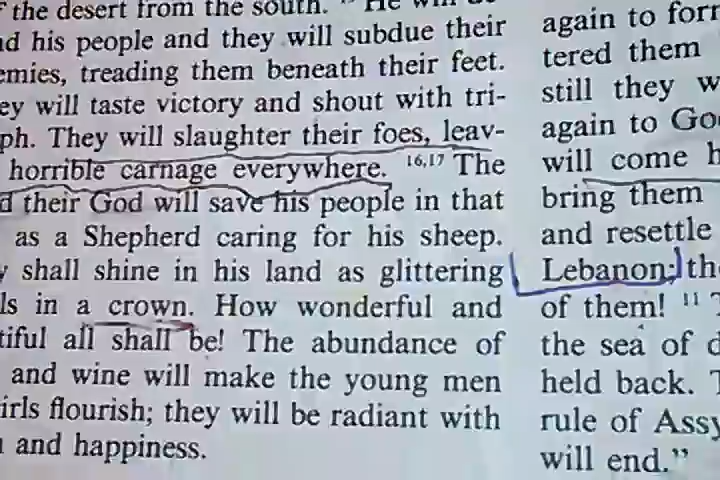 the desert from the south.
his people and they will subdue their
treading them beneath their feet.
will taste victory and shout with tri-
ph. They will slaughter their foes, leav-
horrible carnage everywhere. 16,17 The
their God will save his people in that
as a Shepherd caring for his sheep.
shall shine in his land as glittering
ls in a crown. How wonderful and
tiful all shall be! The abundance of
and wine will make the young men
irls flourish; they will be radiant with
and happiness.
again to
tered them
still they
again to
will come
bring them
and resettle
Lebanon;
of them! 11
the sea of
held back.
rule of
will end.”